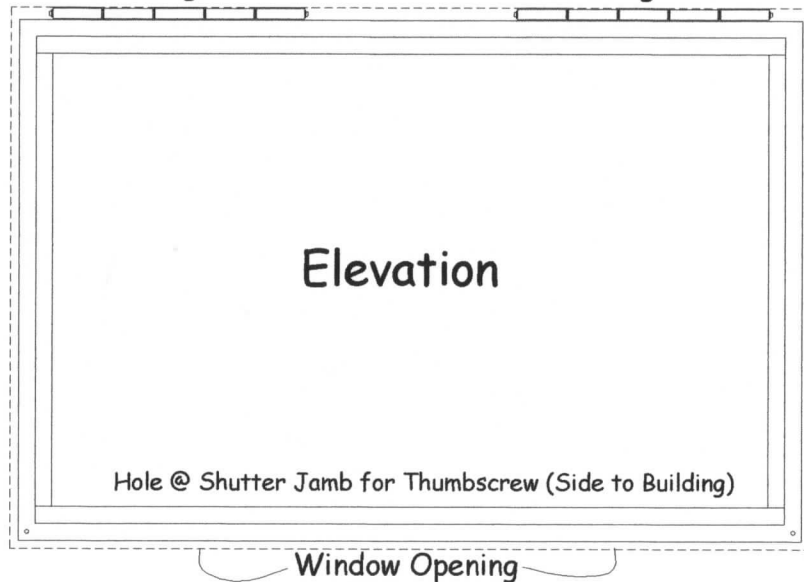 Elevation
Hole @ Shutter Jamb for Thumbscrew (Side to Building)
Window Opening